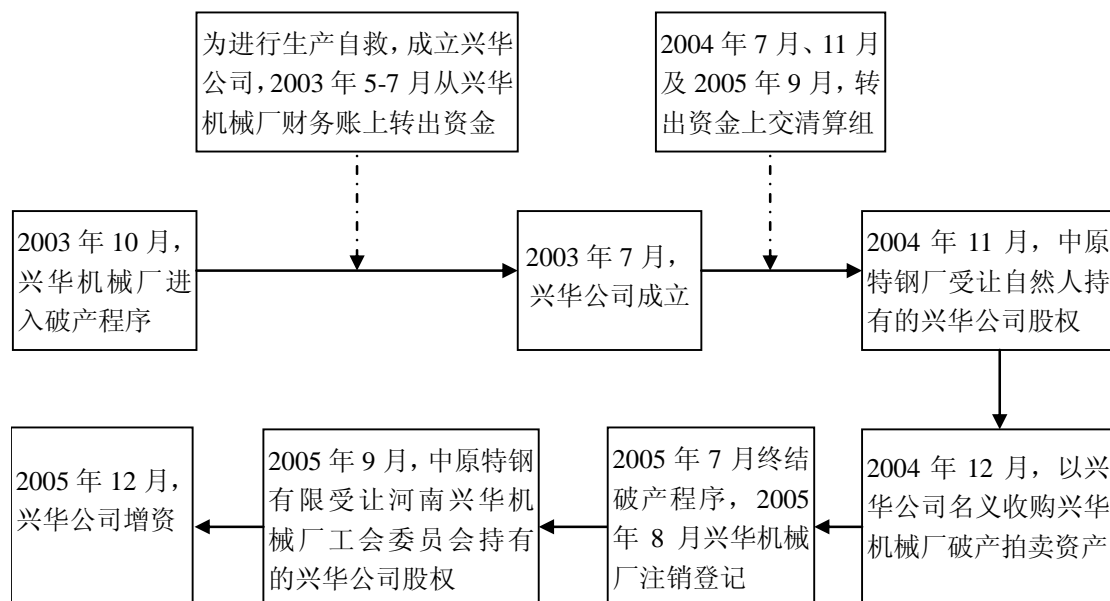 为进行生产自救，成立兴华
公司，2003 年 5-7 月从兴华
机械厂财务账上转出资金
2004 年 7 月、11 月
及 2005 年 9 月，转
出资金上交清算组
2003 年 10 月，
兴华机械厂进
入破产程序
2003 年 7 月，
兴华公司成立
2004 年 11 月，中原
特钢厂受让自然人持
有的兴华公司股权
2004 年 12 月，以兴
华公司名义收购兴华
机械厂破产拍卖资产
2005 年 7 月终结
破产程序，2005
年 8 月兴华机械
厂注销登记
2005 年 9 月，中原特钢
有限受让河南兴华机
械厂工会委员会持有
的兴华公司股权
2005 年 12 月，
兴华公司增资